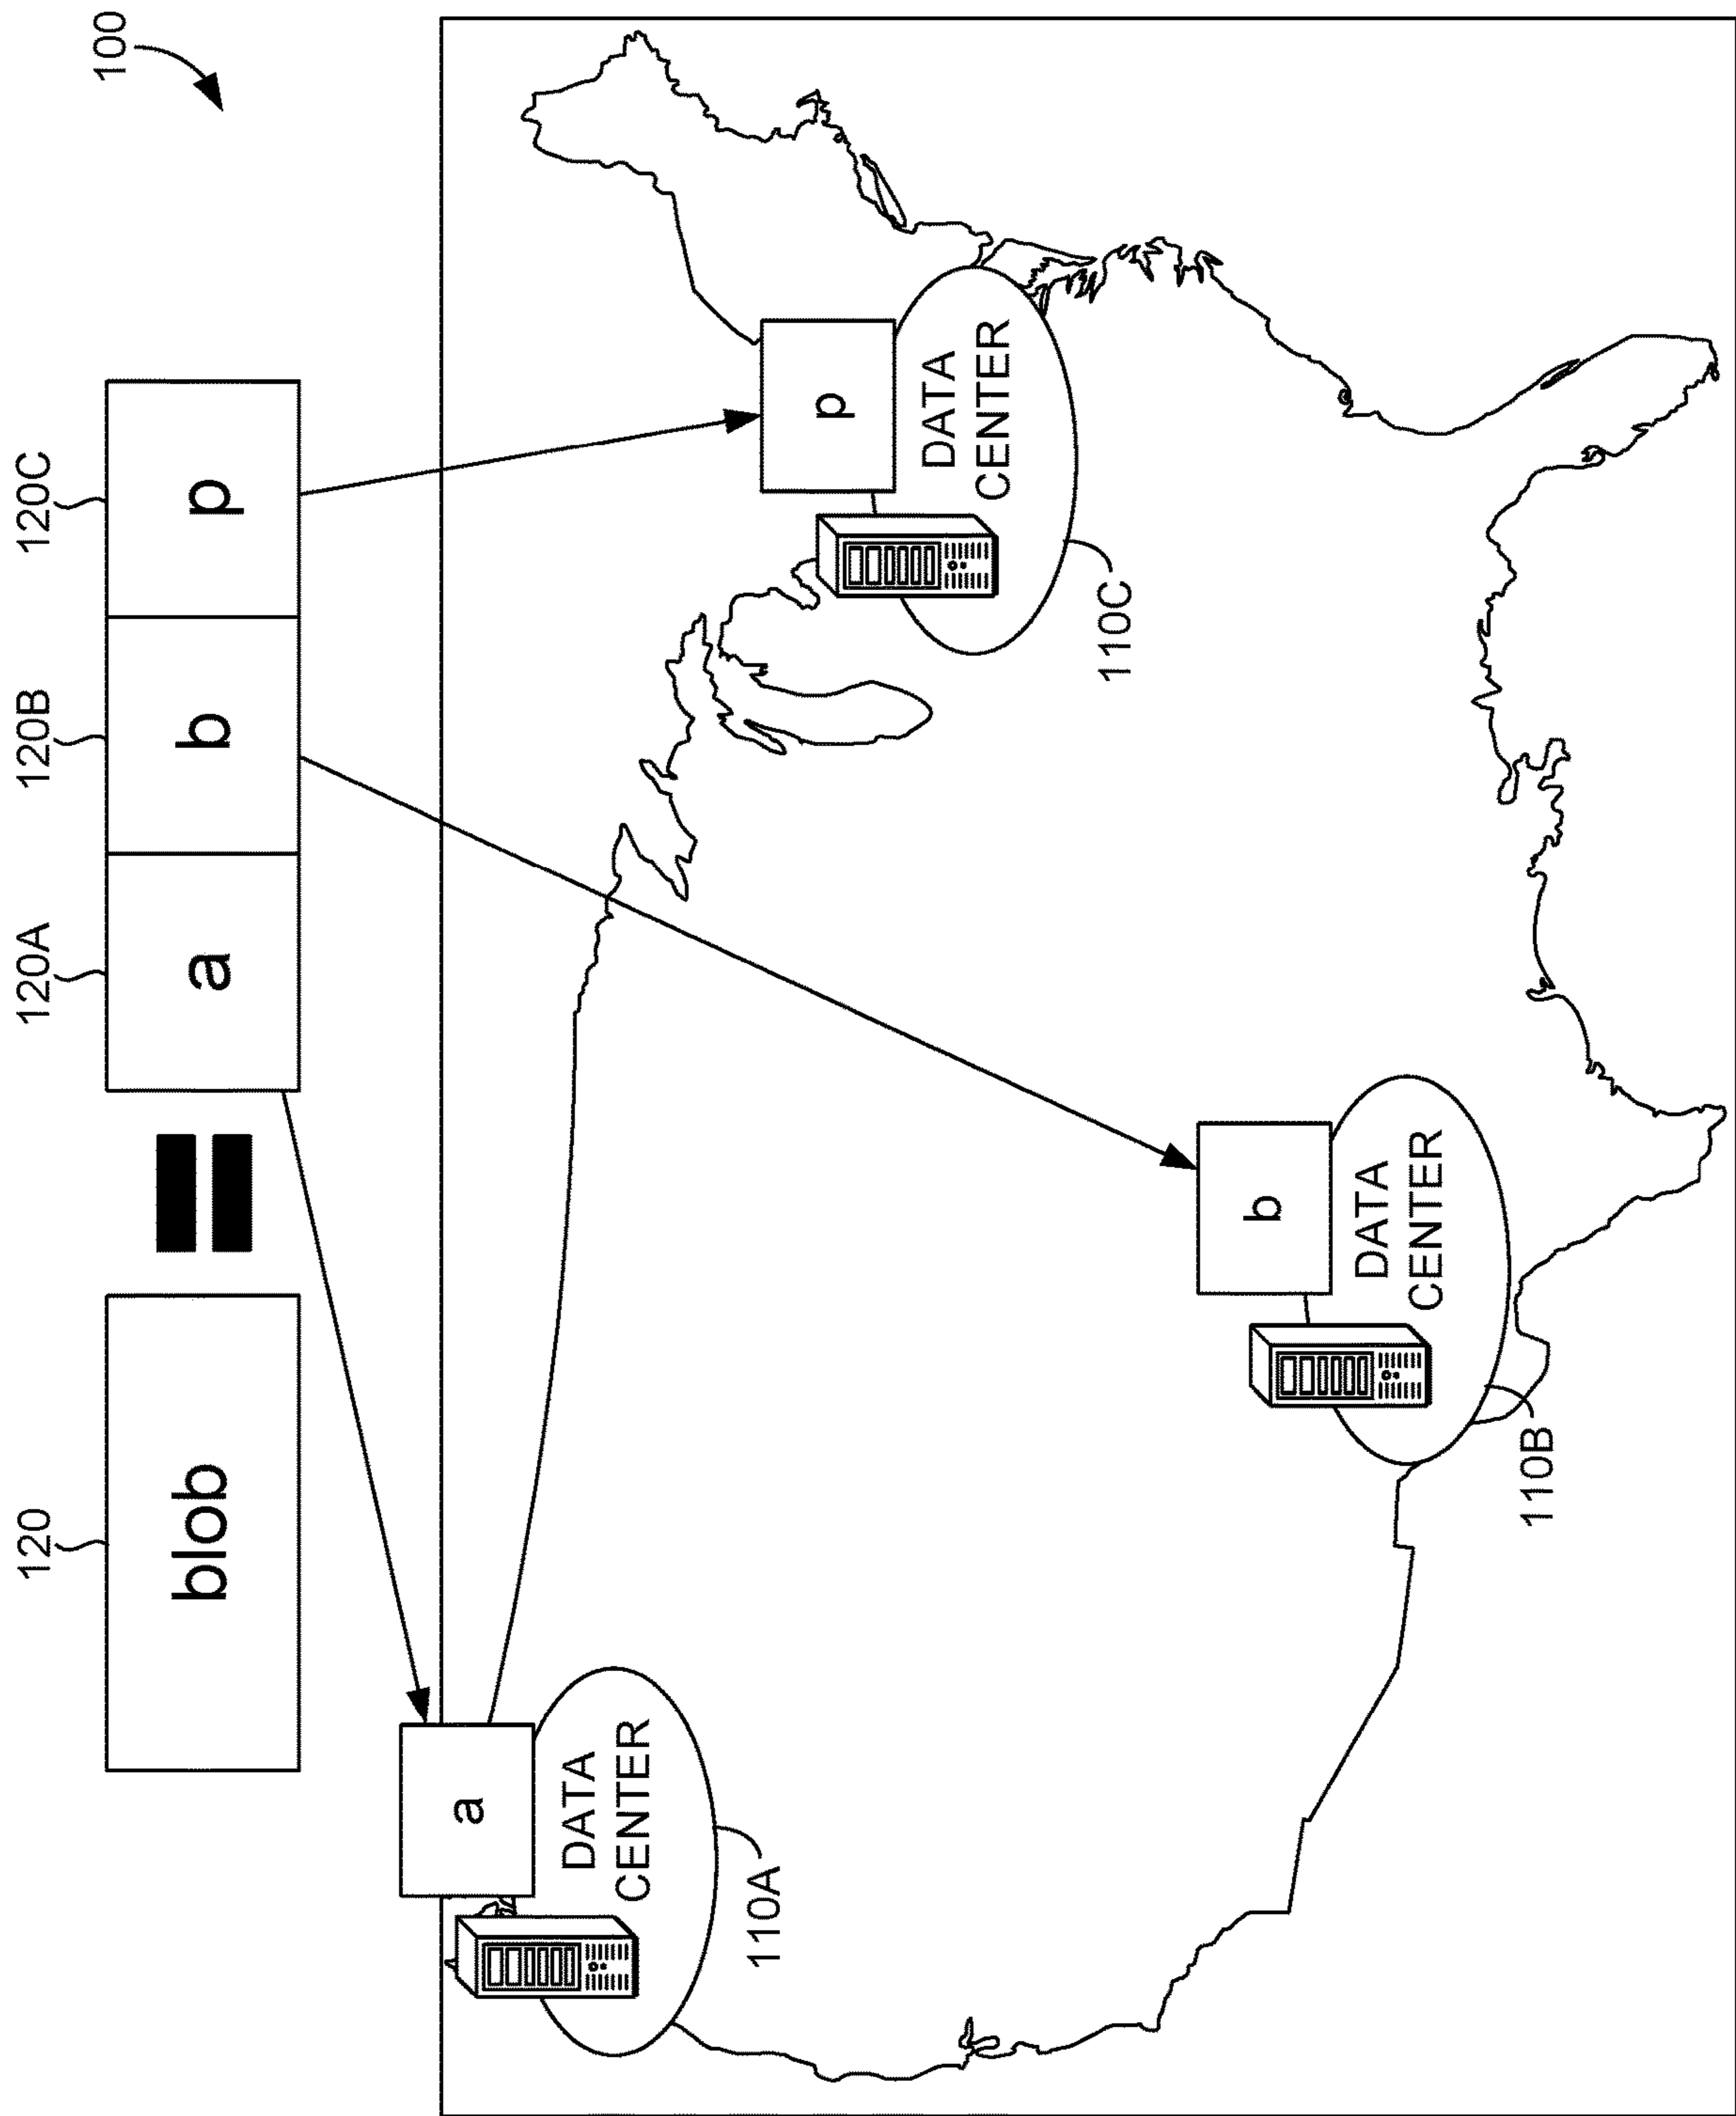 120 120A 120B 120C
100
blob a b p
a
DATA
CENTER
110A
p
DATA
CENTER
110C
b
DATA
CENTER
110B